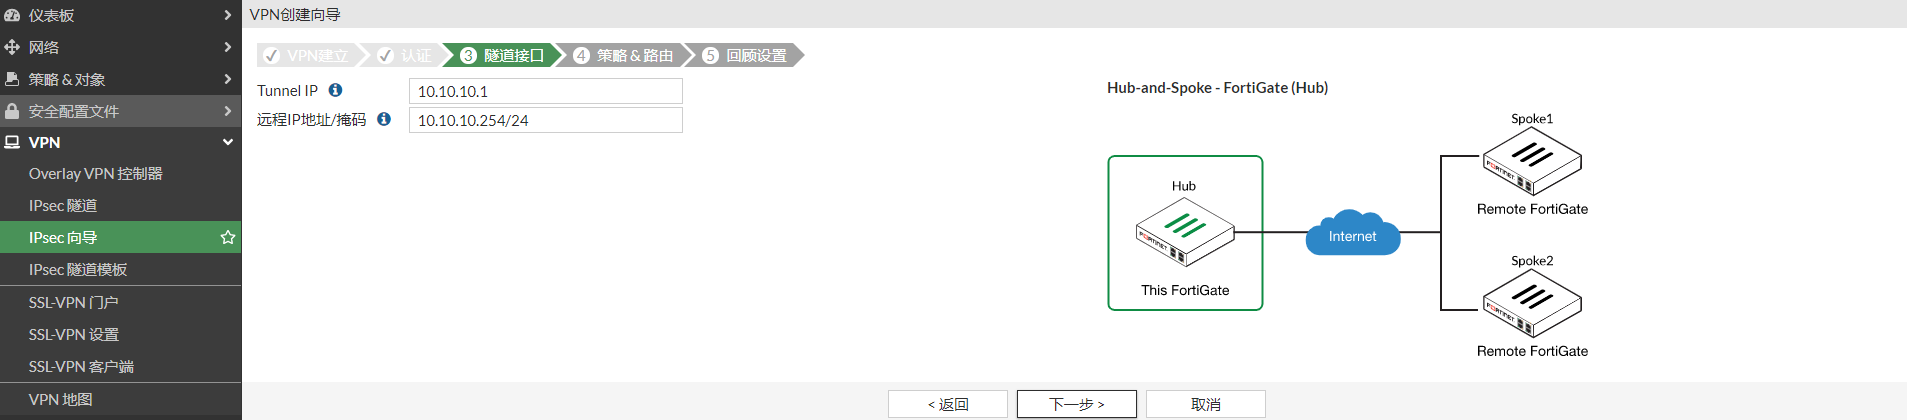 仪表板
网络
策略 & 对象
安全配置文件
VPN
Overlay VPN 控制器
IPsec 隧道
IPsec 向导
IPsec 隧道模板
SSL-VPN 门户
SSL-VPN 设置
SSL-VPN 客户端
VPN 地图
VPN创建向导
VPN建立 认证 3 隧道接口 4 策略 & 路由 5 回顾设置
Tunnel IP 10.10.10.1
远程IP地址/掩码 10.10.10.254/24
Hub-and-Spoke - FortiGate (Hub)
Hub
FORTINET
This FortiGate
Internet
Spoke1
FORTINET
Remote FortiGate
Spoke2
FORTINET
Remote FortiGate
< 返回 下一步 > 取消